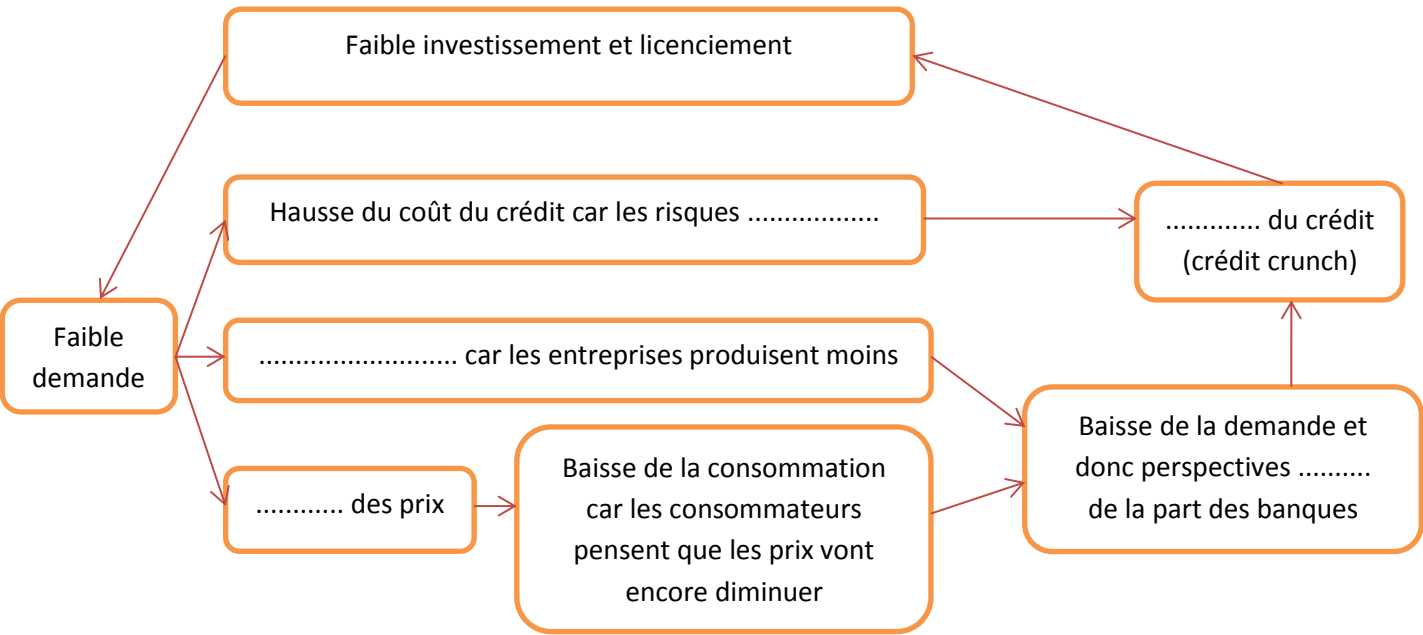 Faible investissement et licenciement
Hausse du coût du crédit car les risques ..................
............. du crédit
(crédit crunch)
Faible
demande
........................... car les entreprises produisent moins
Baisse de la demande et
donc perspectives ..........
de la part des banques
............ des prix
Baisse de la consommation
car les consommateurs
pensent que les prix vont
encore diminuer